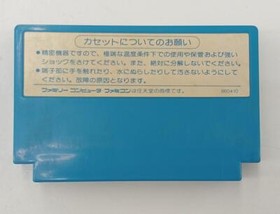 カセットについてのお願い
●精密機器ですので、極端な温度条件下での使用や保管および強い
ショックをさけてください。また、絶対に分解しないでください。
●端子部に手を触れたり、水にぬらしたりして汚さないようにして
ください。故障の原因となります。
ファミリー コンピュータ ファミコンは任天堂の商標です。